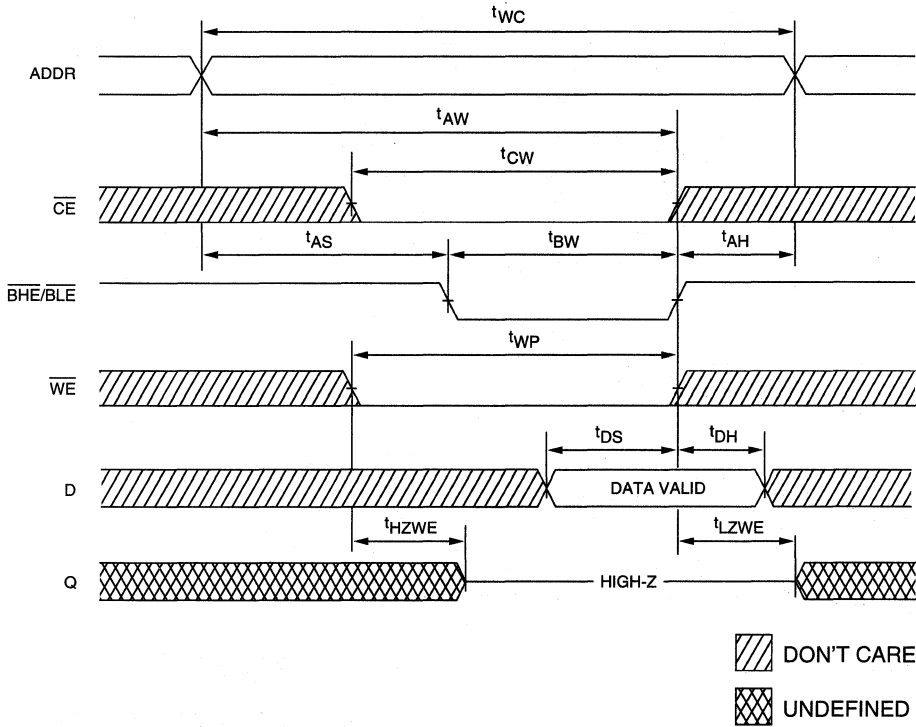 tWC
ADDR
tAW
tCW
CE
tAS tBW tAH
BHE/BLE
tWP
WE
tDS tDH
D DATA VALID
tHZWE tLZWE
Q HIGH-Z
DON'T CARE
UNDEFINED